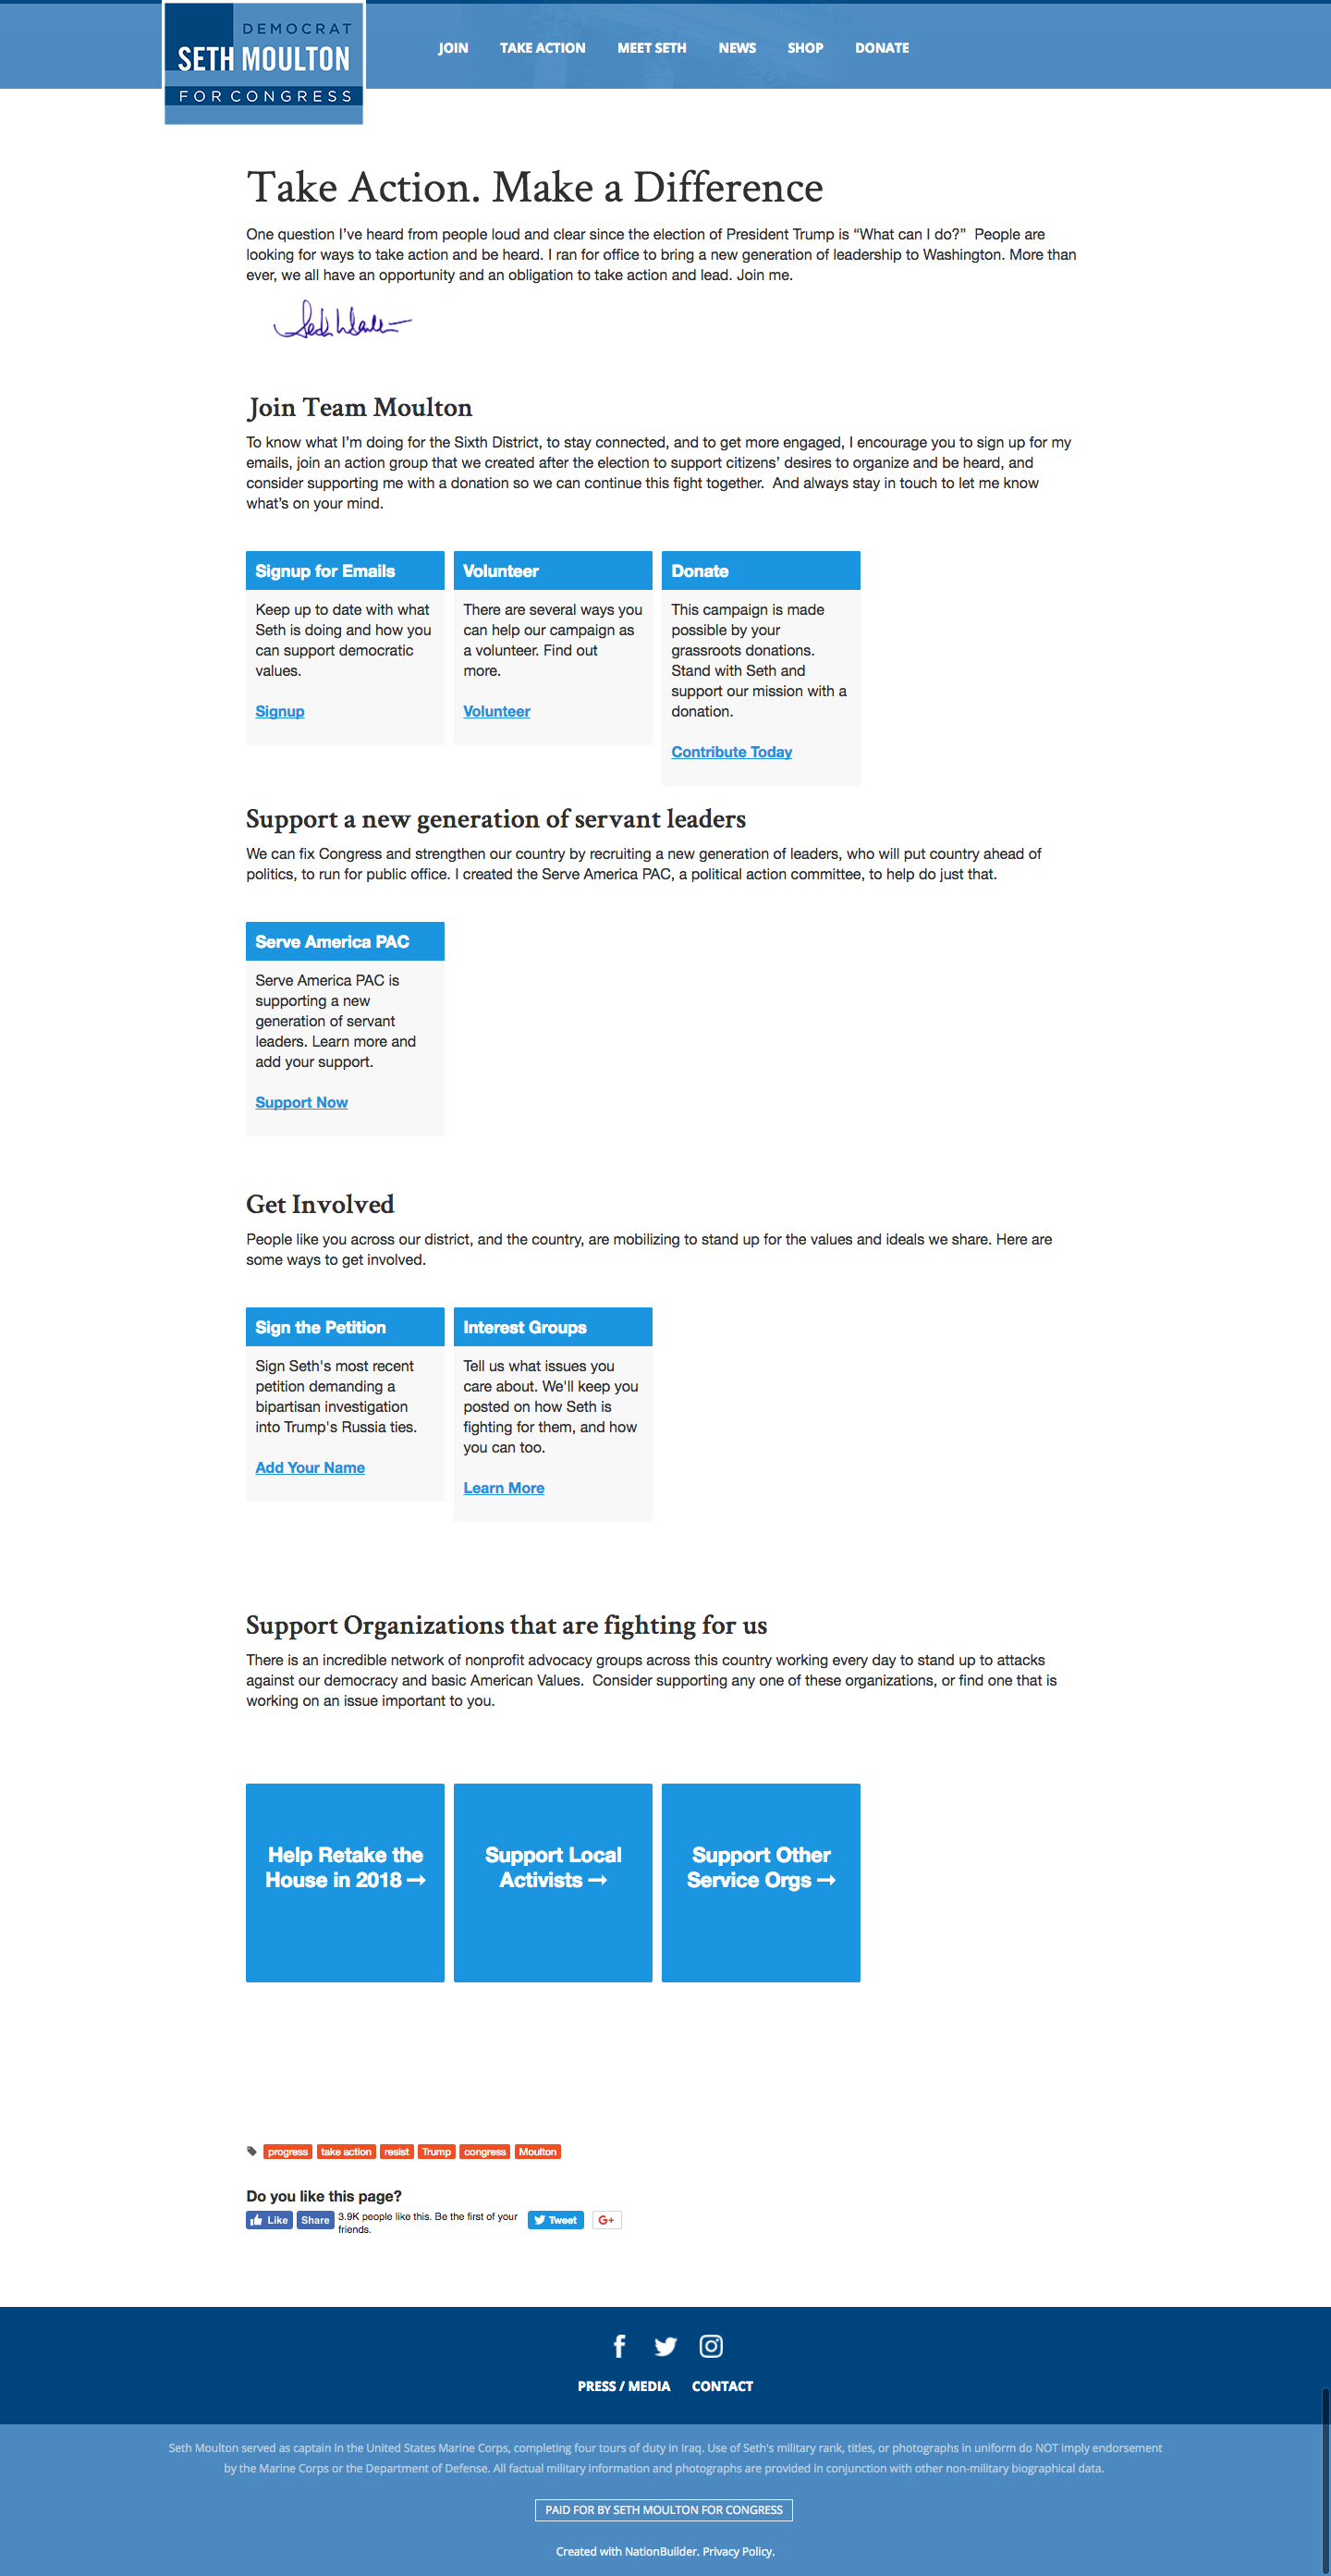 DEMOCRAT
SETH MOULTON
FOR CONGRESS
JOIN TAKE ACTION MEET SETH NEWS SHOP DONATE
Take Action. Make a Difference
One question I’ve heard from people loud and clear since the election of President Trump is “What can I do?”  People are
looking for ways to take action and be heard. I ran for office to bring a new generation of leadership to Washington. More than
ever, we all have an opportunity and an obligation to take action and lead. Join me.
Join Team Moulton
To know what I’m doing for the Sixth District, to stay connected, and to get more engaged, I encourage you to sign up for my
emails, join an action group that we created after the election to support citizens’ desires to organize and be heard, and
consider supporting me with a donation so we can continue this fight together.  And always stay in touch to let me know
what’s on your mind.
Signup for Emails
Keep up to date with what
Seth is doing and how you
can support democratic
values.
Signup
Volunteer
There are several ways you
can help our campaign as
a volunteer. Find out
more.
Volunteer
Donate
This campaign is made
possible by your
grassroots donations.
Stand with Seth and
support our mission with a
donation.
Contribute Today
Support a new generation of servant leaders
We can fix Congress and strengthen our country by recruiting a new generation of leaders, who will put country ahead of
politics, to run for public office. I created the Serve America PAC, a political action committee, to help do just that.
Serve America PAC
Serve America PAC is
supporting a new
generation of servant
leaders. Learn more and
add your support.
Support Now
Get Involved
People like you across our district, and the country, are mobilizing to stand up for the values and ideals we share. Here are
some ways to get involved.
Sign the Petition
Sign Seth's most recent
petition demanding a
bipartisan investigation
into Trump's Russia ties.
Add Your Name
Interest Groups
Tell us what issues you
care about. We'll keep you
posted on how Seth is
fighting for them, and how
you can too.
Learn More
Support Organizations that are fighting for us
There is an incredible network of nonprofit advocacy groups across this country working every day to stand up to attacks
against our democracy and basic American Values.  Consider supporting any one of these organizations, or find one that is
working on an issue important to you.
Help Retake the
House in 2018 →
Support Local
Activists →
Support Other
Service Orgs →
progress take action resist Trump congress Moulton
Do you like this page?
Like Share 3.9K people like this. Be the first of your
friends.
Tweet G+
PRESS / MEDIA CONTACT
Seth Moulton served as captain in the United States Marine Corps, completing four tours of duty in Iraq. Use of Seth's military rank, titles, or photographs in uniform do NOT imply endorsement
by the Marine Corps or the Department of Defense. All factual military information and photographs are provided in conjunction with other non-military biographical data.
PAID FOR BY SETH MOULTON FOR CONGRESS
Created with NationBuilder. Privacy Policy.